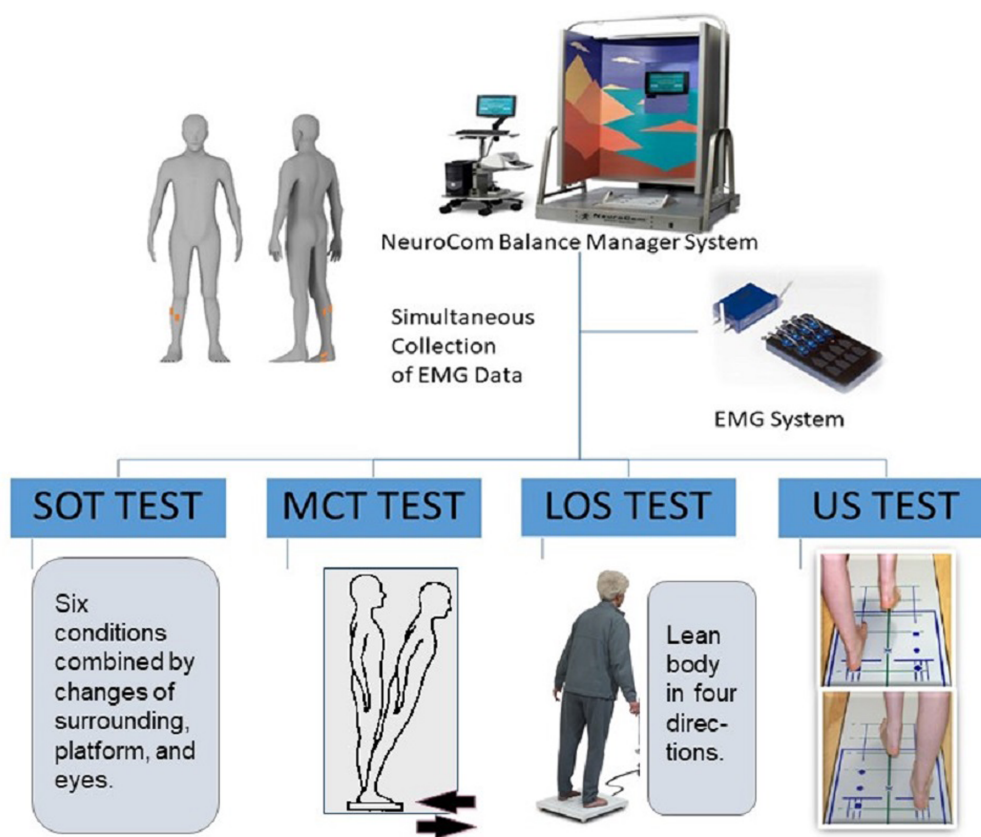 NeuroCom
NeuroCom Balance Manager System
Simultaneous
Collection
of EMG Data
EMG System
SOT TEST
MCT TEST
LOS TEST
US TEST
Six
conditions
combined by
changes of
surrounding,
platform, and
eyes.
Lean
body
in four
direc-
tions.